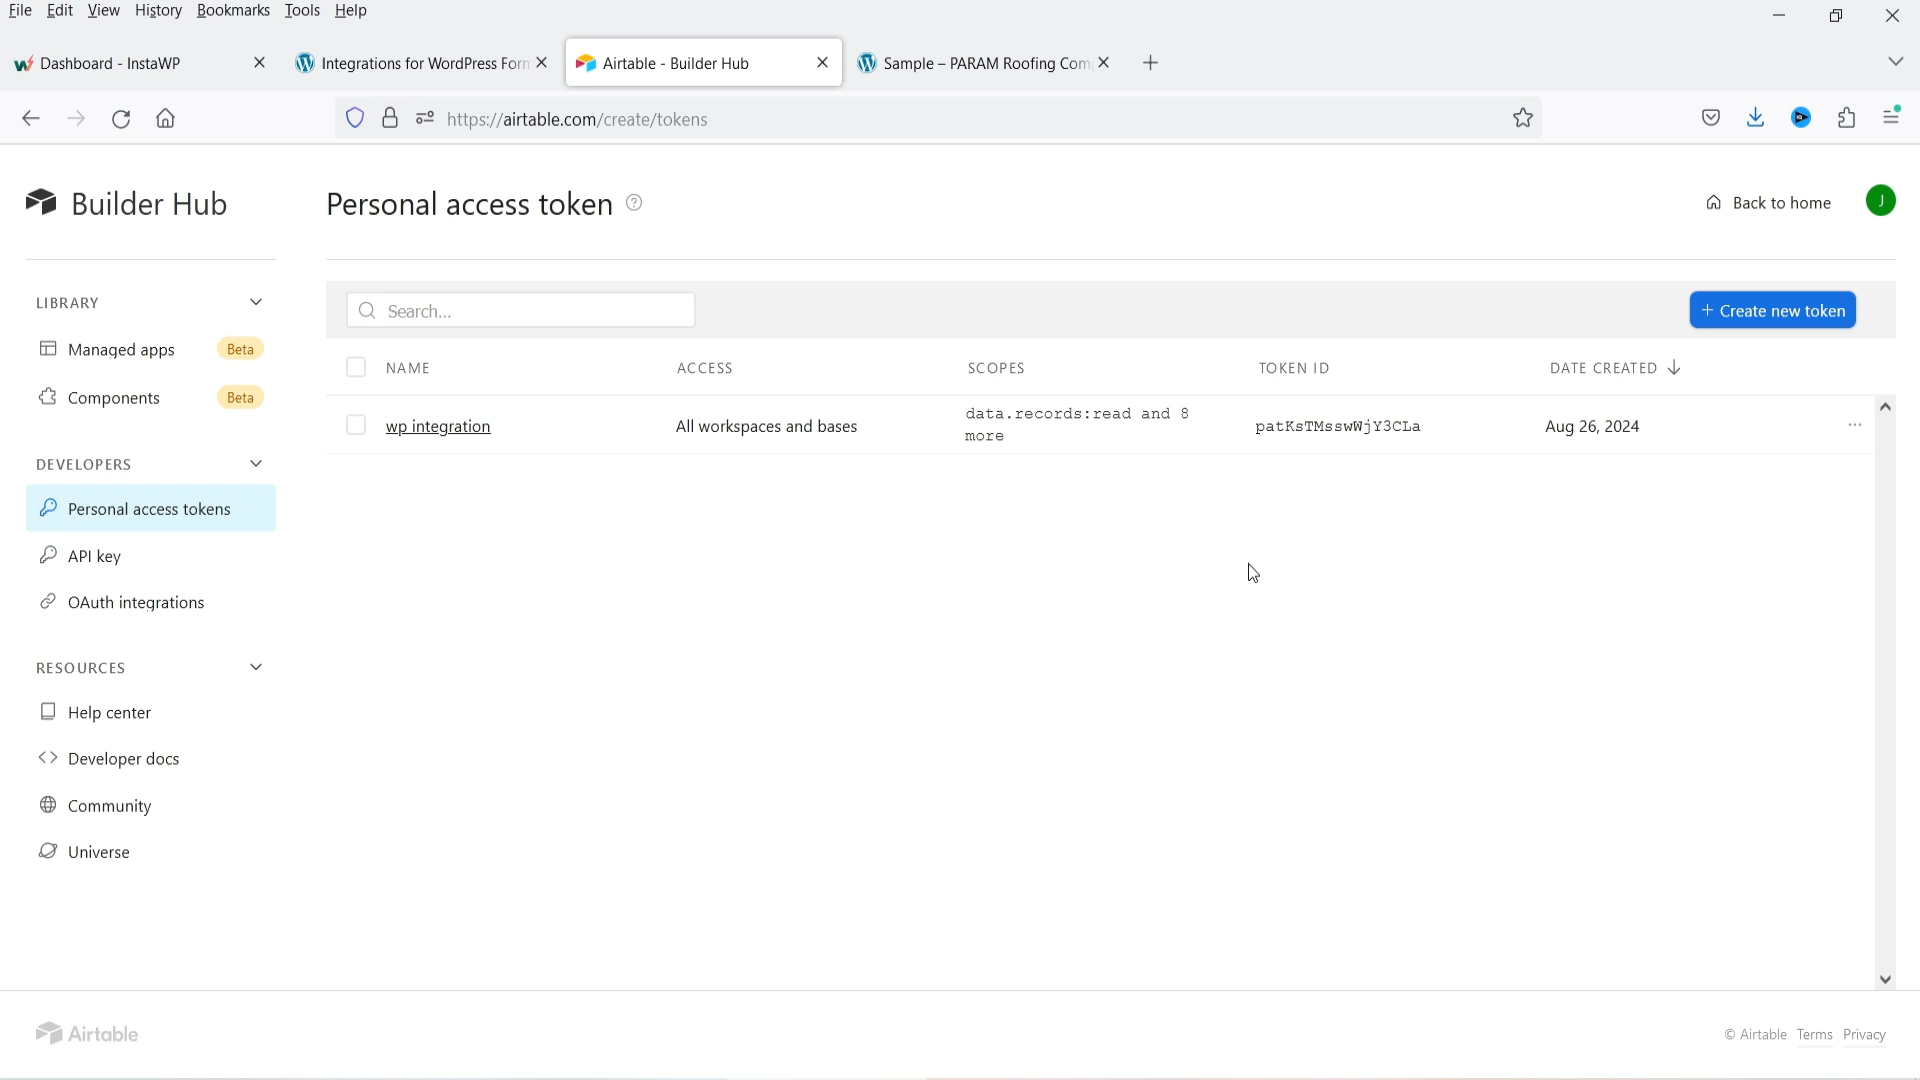 File Edit View History Bookmarks Tools Help
Dashboard - InstaWP
Integrations for WordPress Form
Airtable - Builder Hub
Sample – PARAM Roofing Com
https://airtable.com/create/tokens
Builder Hub
Personal access token
Back to home
J
LIBRARY
Managed apps Beta
Components Beta
DEVELOPERS
Personal access tokens
API key
OAuth integrations
RESOURCES
Help center
Developer docs
Community
Universe
Search...
+ Create new token
NAME ACCESS SCOPES TOKEN ID DATE CREATED
wp integration All workspaces and bases data.records:read and 8 more patKsTMsswWjY3CLa Aug 26, 2024
Airtable
© Airtable Terms Privacy